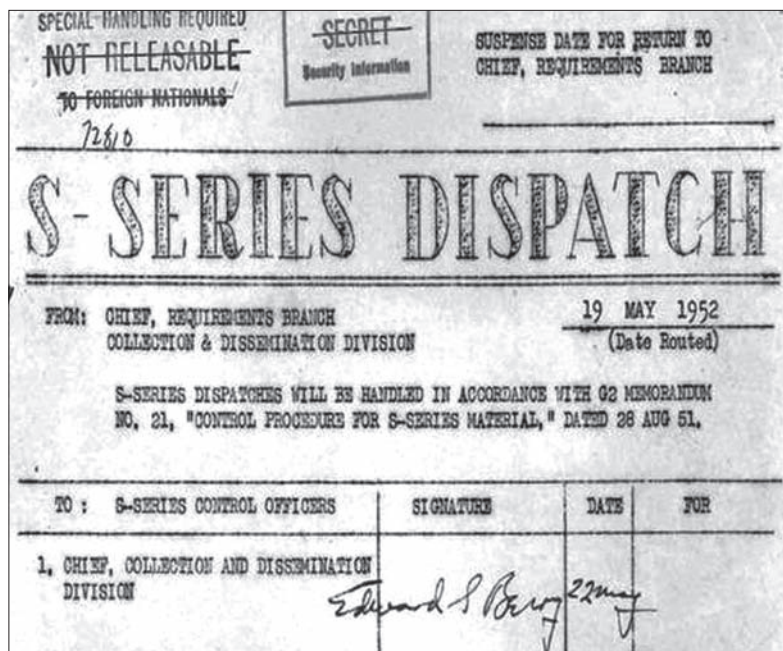 SPECIAL HANDLING REQUIRED
NOT RELEASABLE
TO FOREIGN NATIONALS
SECRET
Security Information
SUSPENSE DATE FOR RETURN TO
CHIEF, REQUIREMENTS BRANCH
72810
S-SERIES DISPATCH
FROM: CHIEF, REQUIREMENTS BRANCH
COLLECTION & DISSEMINATION DIVISION
19 MAY 1952
(Date Routed)
S-SERIES DISPATCHES WILL BE HANDLED IN ACCORDANCE WITH G2 MEMORANDUM
NO. 21, "CONTROL PROCEDURE FOR S-SERIES MATERIAL," DATED 28 AUG 51.
TO : S-SERIES CONTROL OFFICERS SIGNATURE DATE FOR
1. CHIEF, COLLECTION AND DISSEMINATION
DIVISION
Edward S 22 May